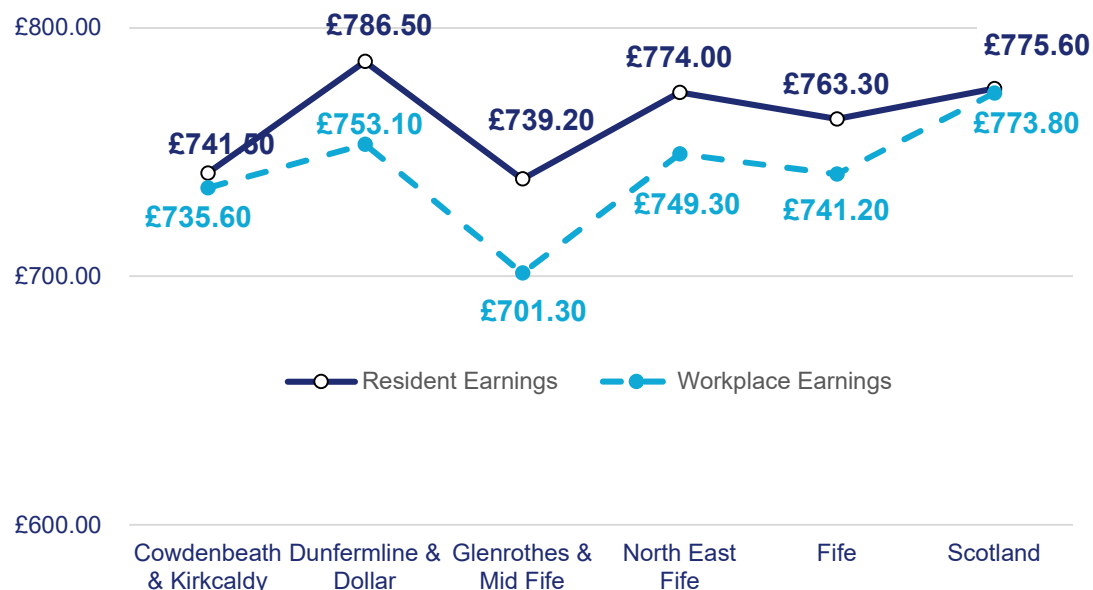 £800.00
£786.50
£775.60
£774.00
£763.30
£739.20
£753.10
£773.80
£741.50
£735.60
£749.30
£741.20
£700.00
£701.30
Resident Earnings
Workplace Earnings
£600.00
Cowdenbeath
& Kirkcaldy
Dunfermline &
Dollar
Glenrothes &
Mid Fife
North East
Fife
Fife
Scotland